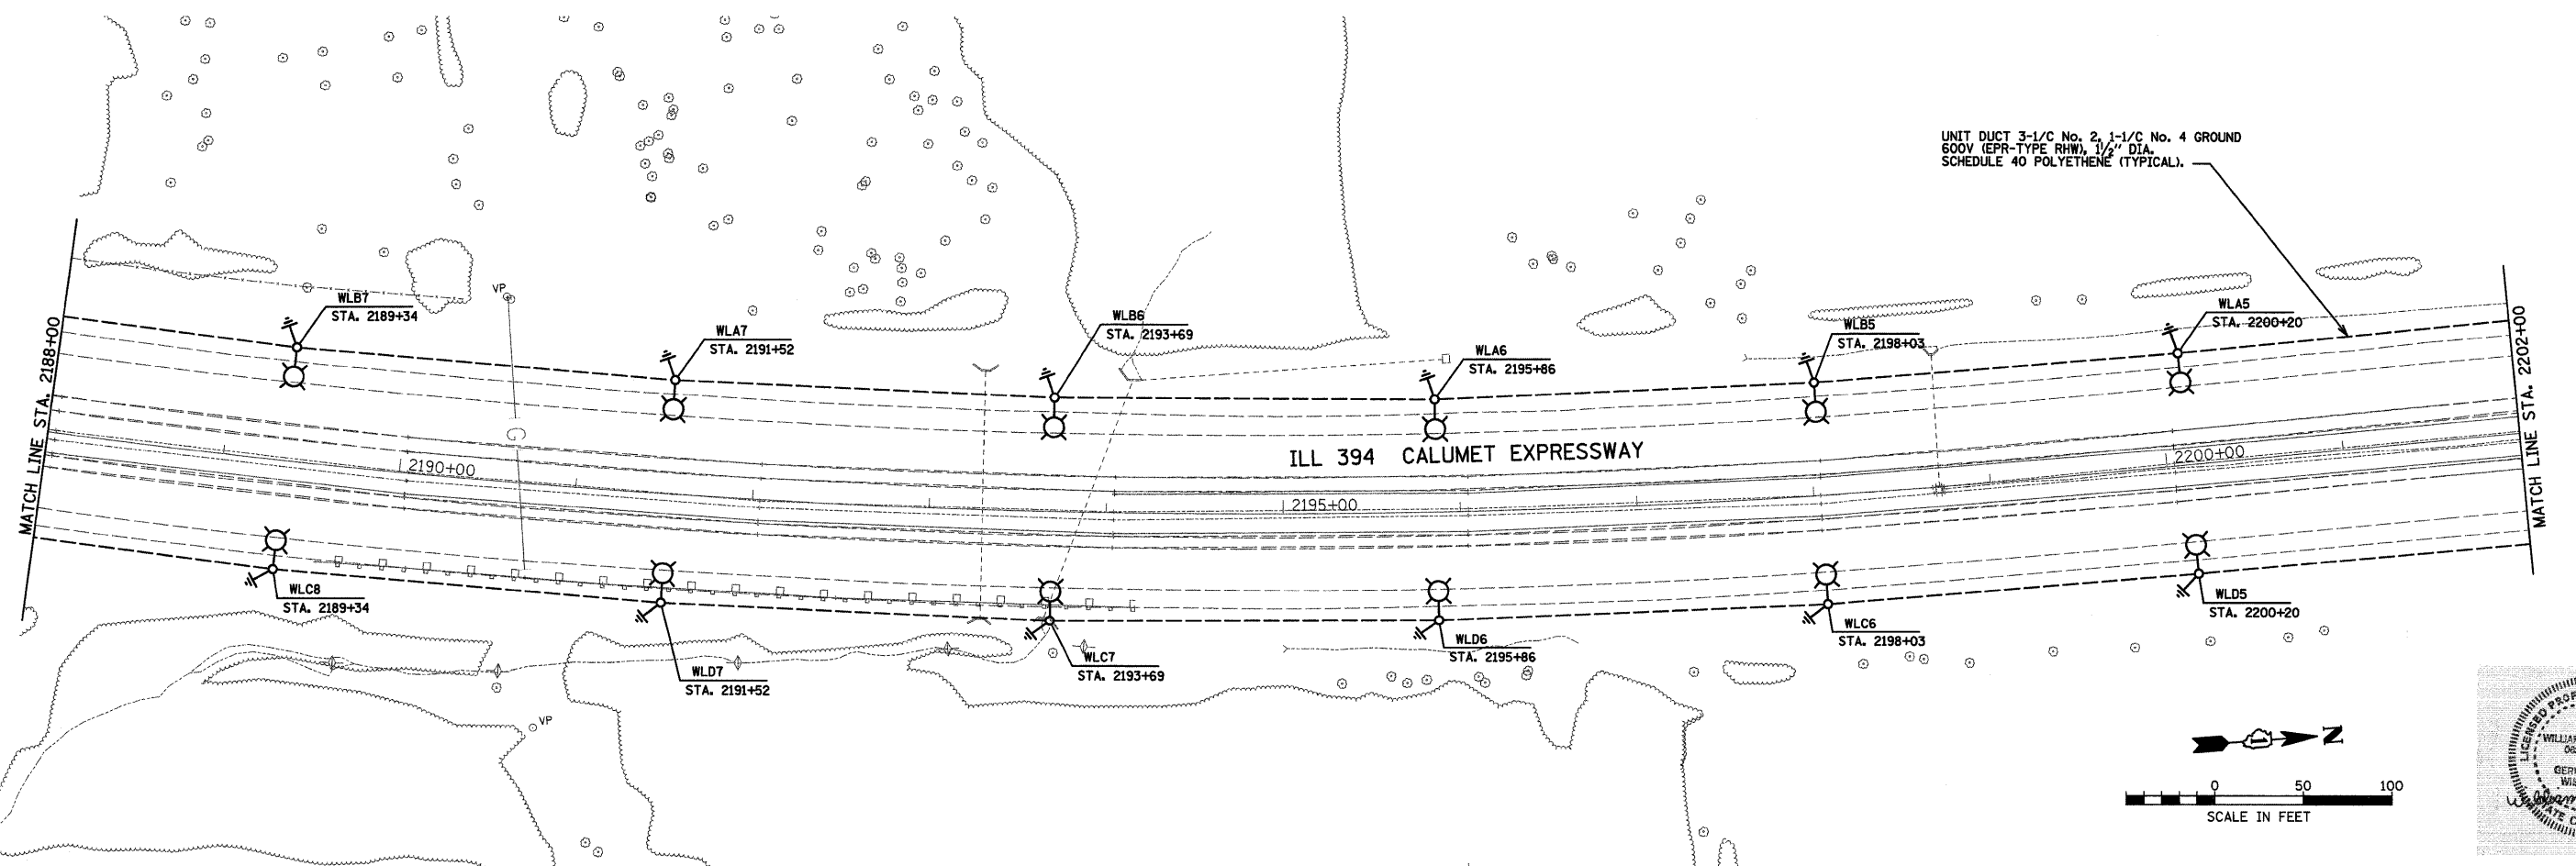 UNIT DUCT 3-1/C No. 2, 1-1/C No. 4 GROUND
600V (EPR-TYPE RHW), 1½" DIA.
SCHEDULE 40 POLYETHENE (TYPICAL).
MATCH LINE STA. 2188+00
VP
WLB7
STA. 2189+34
WLA7
STA. 2191+52
WLB6
STA. 2193+69
WLA6
STA. 2195+86
WLB5
STA. 2198+03
WLA5
STA. 2200+20
MATCH LINE STA. 2202+00
G
2190+00
ILL 394 CALUMET EXPRESSWAY
2195+00
2200+00
WLC8
STA. 2189+34
WLD7
STA. 2191+52
WLC7
STA. 2193+69
WLD6
STA. 2195+86
WLC6
STA. 2198+03
WLD5
STA. 2200+20
VP
N
0 50 100
SCALE IN FEET
LICENSED